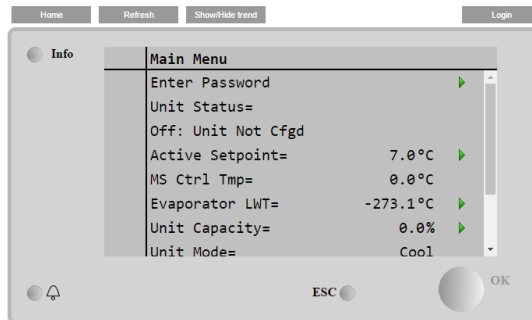 Home Refresh Show/Hide trend Login
Info
Main Menu
Enter Password
Unit Status=
Off: Unit Not Cfgd
Active Setpoint= 7.0°C
MS Ctrl Tmp= 0.0°C
Evaporator LWT= -273.1°C
Unit Capacity= 0.0%
Unit Mode= Cool
ESC OK